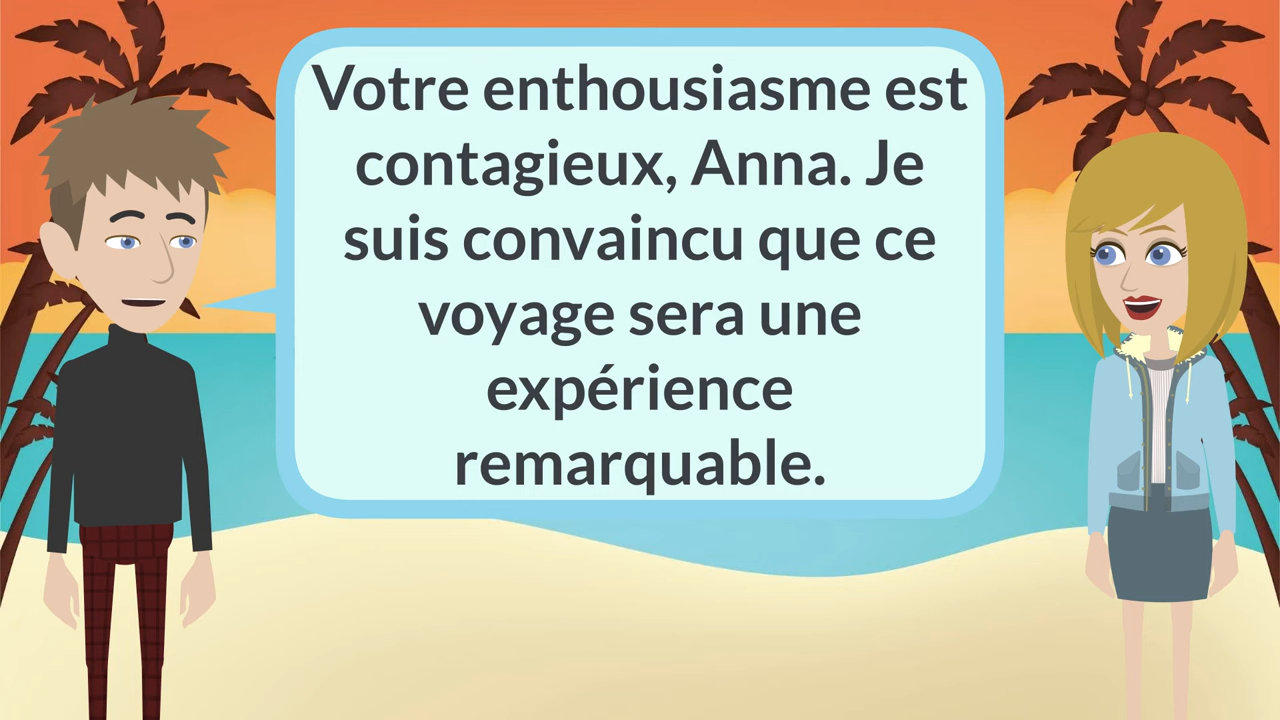 Votre enthousiasme est
contagieux, Anna. Je
suis convaincu que ce
voyage sera une
expérience
remarquable.